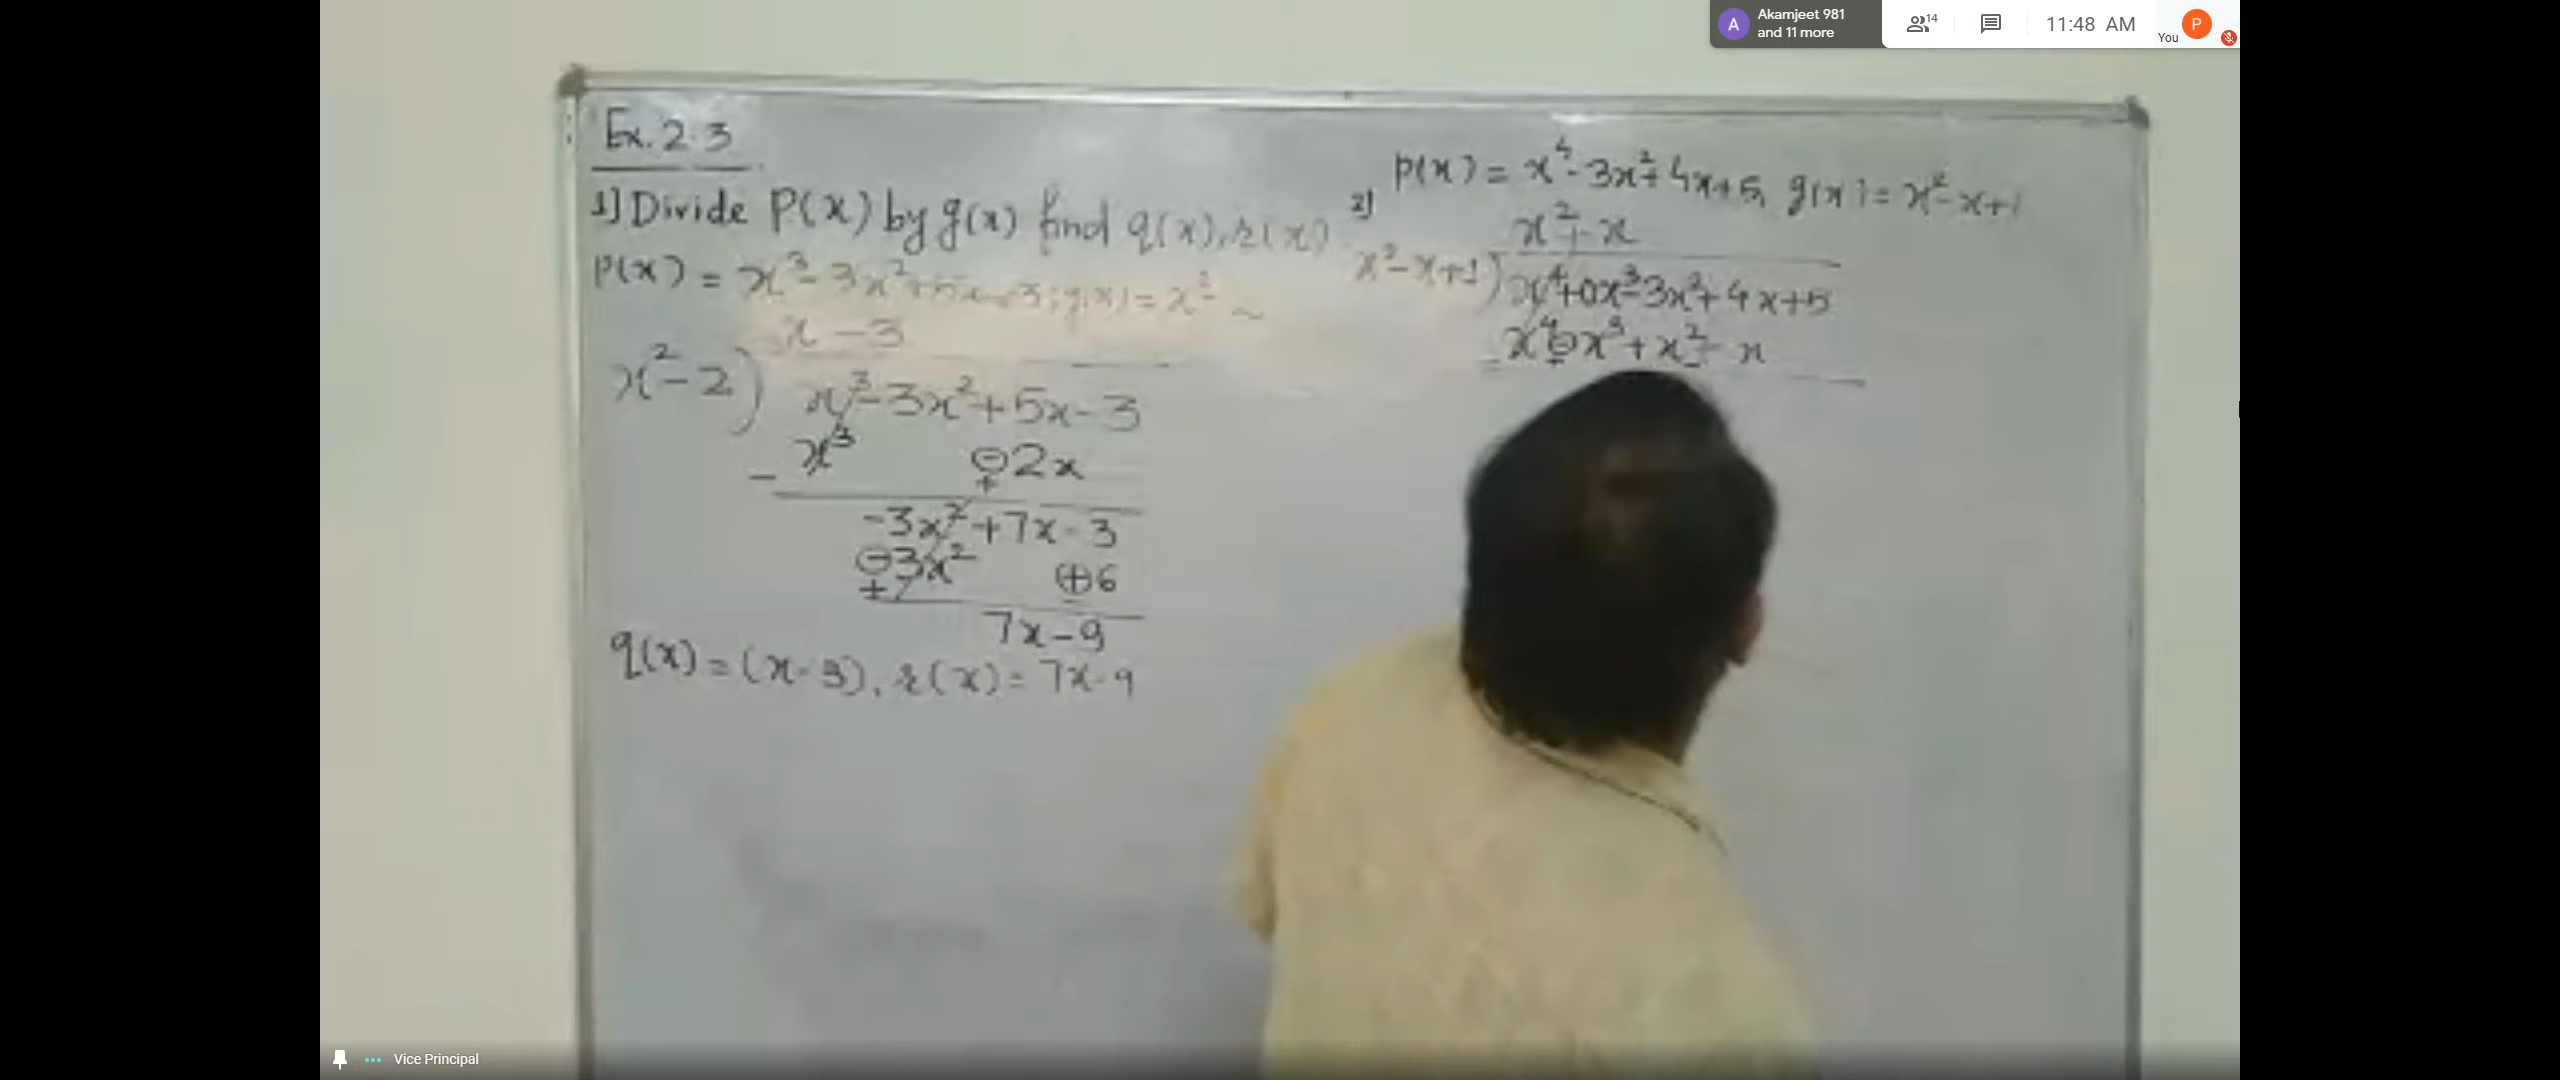 Akamjeet 981
and 11 more
14
11:48 AM
You
P
A
Ex. 2.3
1] Divide P(x) by g(x) find q(x), r(x)
P(x) = x³ - 3x² + 5x - 3; g(x) = x² -
x - 3
x² - 2) x³ - 3x² + 5x - 3
- x³ ⊖2x
+
-3x² + 7x - 3
⊖3x² ⊕6
+ -
7x - 9
q(x) = (x - 3), r(x) = 7x - 9
2] P(x) = x⁴ - 3x² + 4x + 5, g(x) = x² - x + 1
x² + x
x² - x + 1) x⁴ + 0x³ - 3x² + 4x + 5
- x⁴ ⊖ x³ + x² - x
+ -
Vice Principal